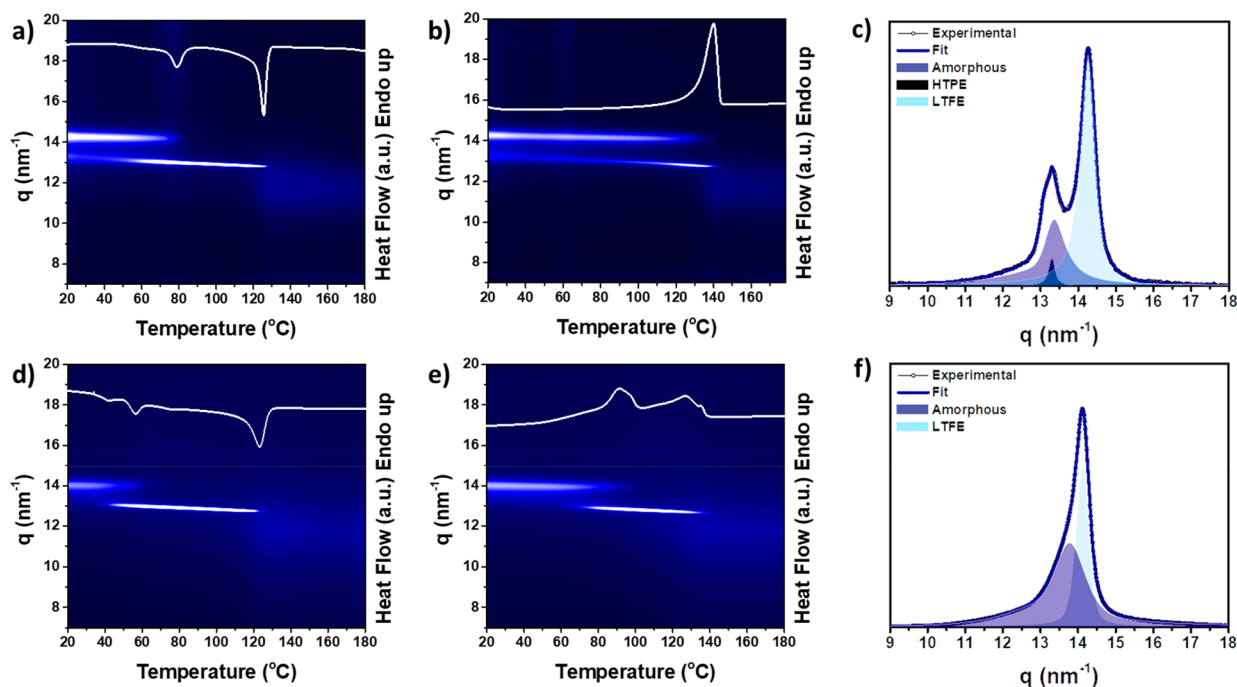 a)
20
18
16
14
12
10
8
q (nm-1)
20 40 60 80 100 120 140 160 180
Temperature (oC)
Heat Flow (a.u.) Endo up
b)
20
18
16
14
12
10
8
q (nm-1)
20 40 60 80 100 120 140 160
Temperature (oC)
Heat Flow (a.u.) Endo up
c)
Experimental
Fit
Amorphous
HTPE
LTFE
9 10 11 12 13 14 15 16 17 18
q (nm-1)
d)
20
18
16
14
12
10
8
q (nm-1)
20 40 60 80 100 120 140 160 180
Temperature (oC)
Heat Flow (a.u.) Endo up
e)
20
18
16
14
12
10
8
q (nm-1)
20 40 60 80 100 120 140 160 180
Temperature (oC)
Heat Flow (a.u.) Endo up
f)
Experimental
Fit
Amorphous
LTFE
9 10 11 12 13 14 15 16 17 18
q (nm-1)